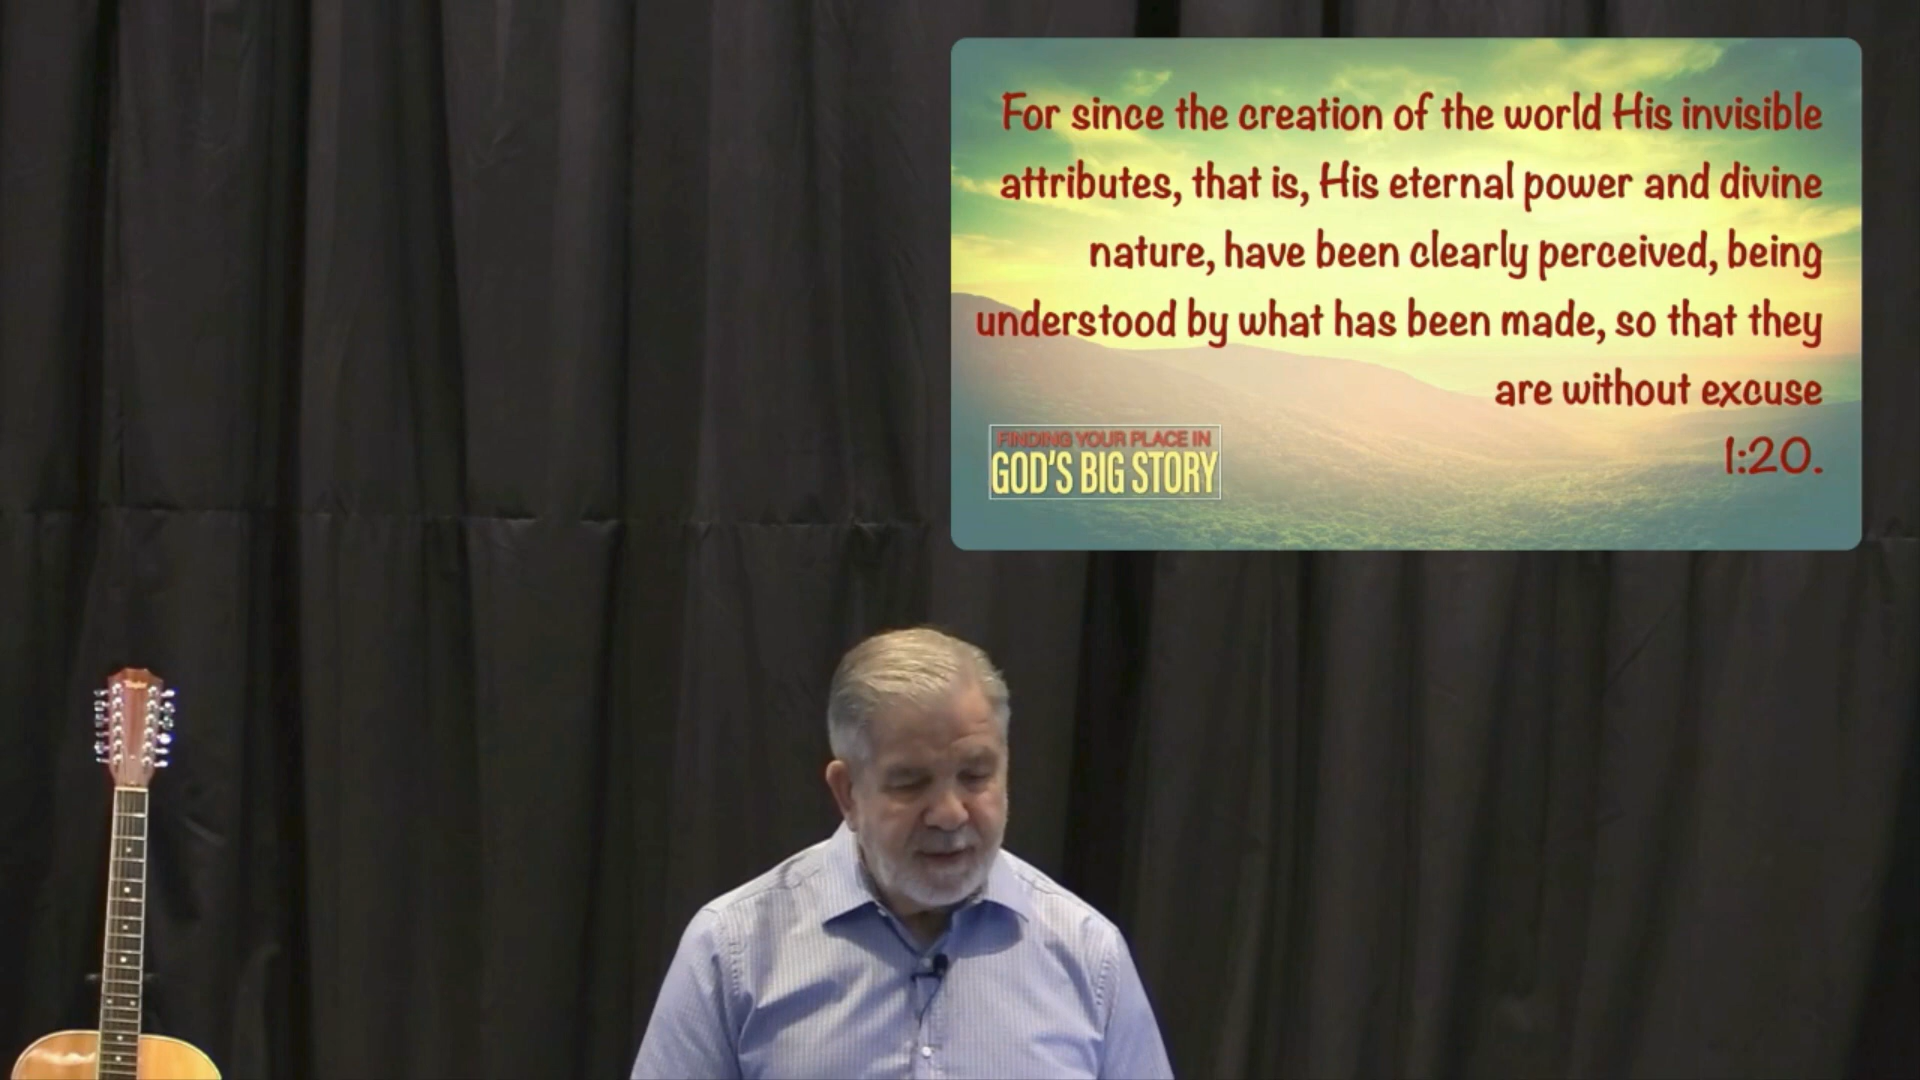 For since the creation of the world His invisible
attributes, that is, His eternal power and divine
nature, have been clearly perceived, being
understood by what has been made, so that they
are without excuse
1:20.
FINDING YOUR PLACE IN
GOD'S BIG STORY
Taylor